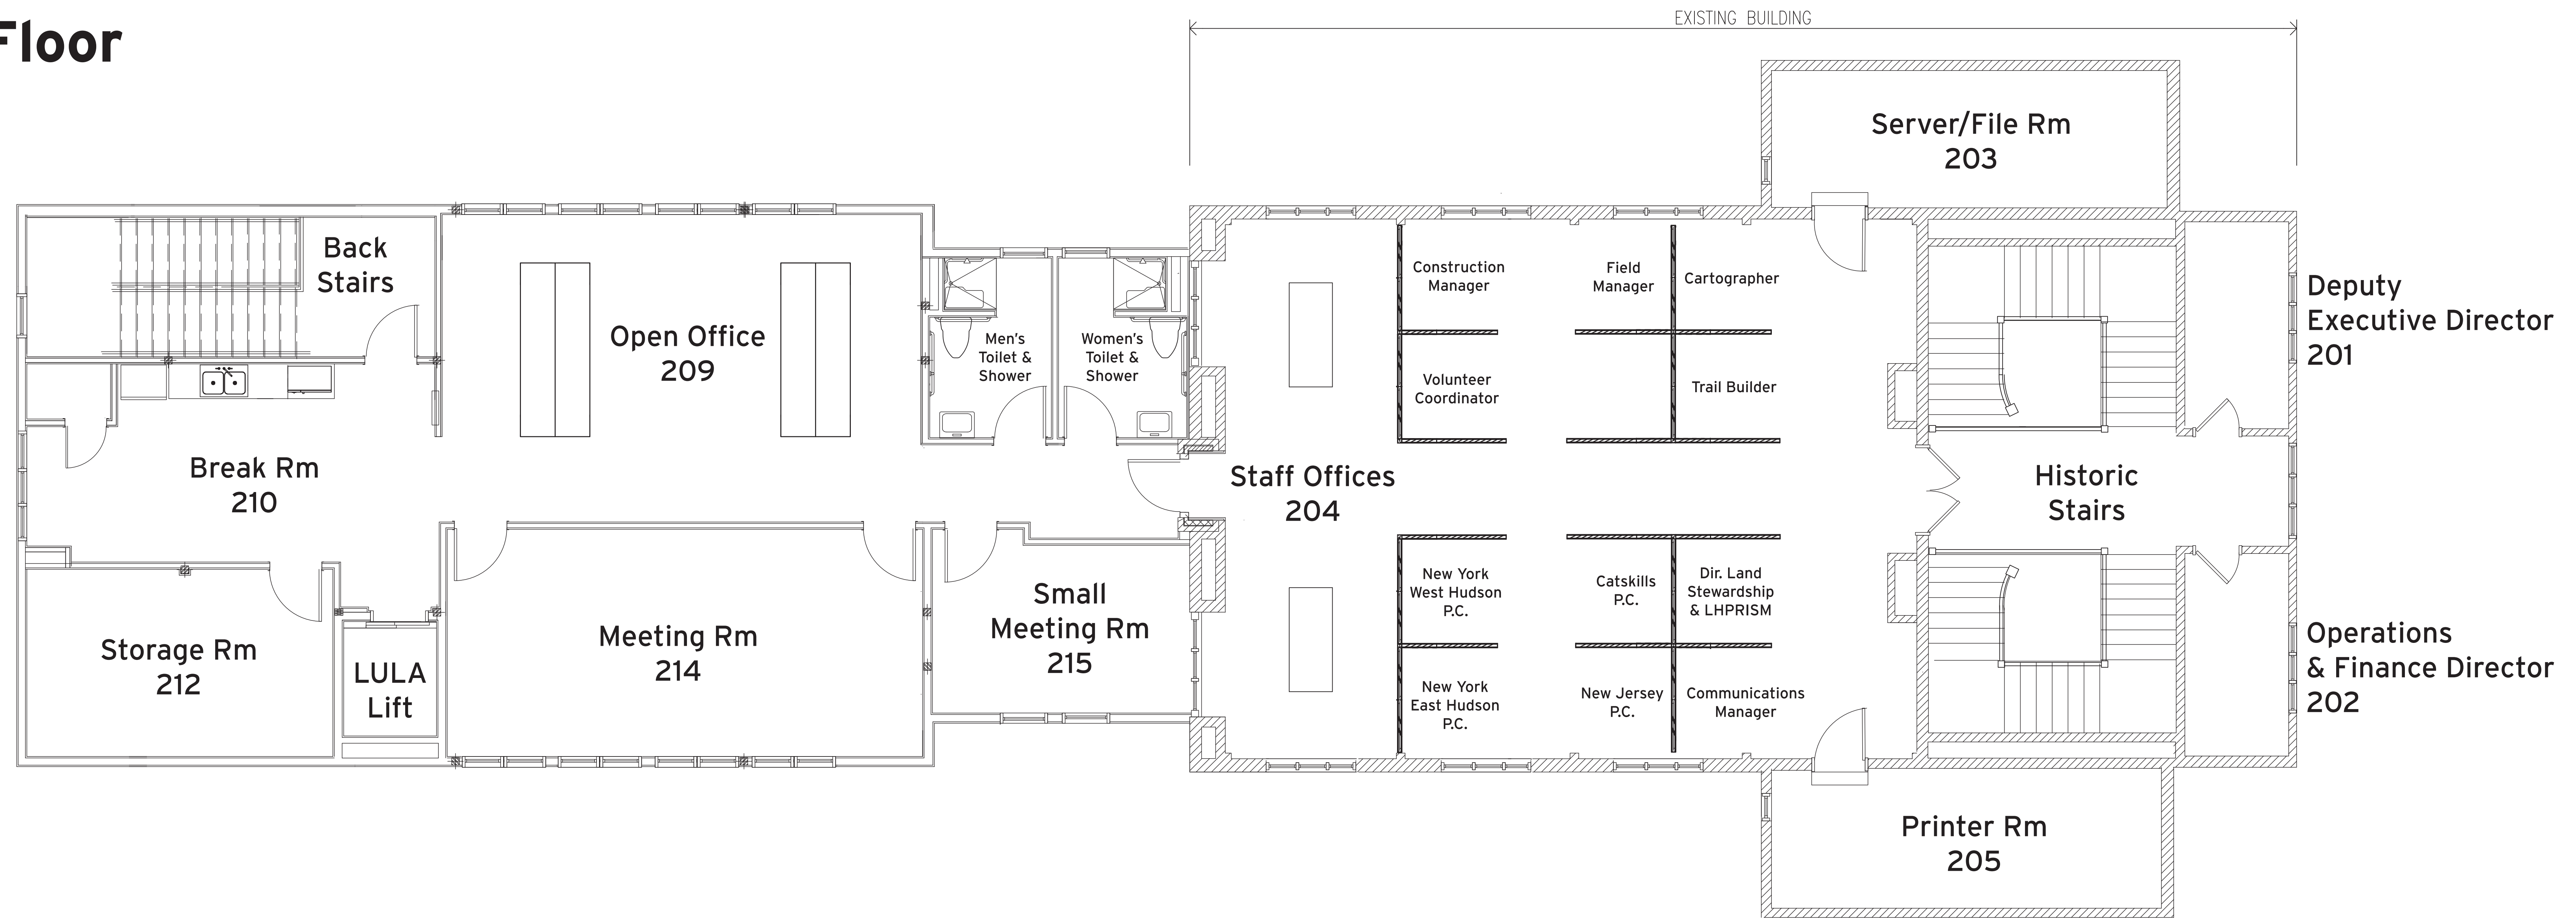 Floor
EXISTING BUILDING
Server/File Rm
203
Back
Stairs
Open Office
209
Men's
Toilet &
Shower
Women's
Toilet &
Shower
Construction
Manager
Field
Manager
Cartographer
Volunteer
Coordinator
Trail Builder
Deputy
Executive Director
201
Break Rm
210
Staff Offices
204
Historic
Stairs
Storage Rm
212
LULA
Lift
Meeting Rm
214
Small
Meeting Rm
215
New York
West Hudson
P.C.
Catskills
P.C.
Dir. Land
Stewardship
& LHPRISM
New York
East Hudson
P.C.
New Jersey
P.C.
Communications
Manager
Operations
& Finance Director
202
Printer Rm
205